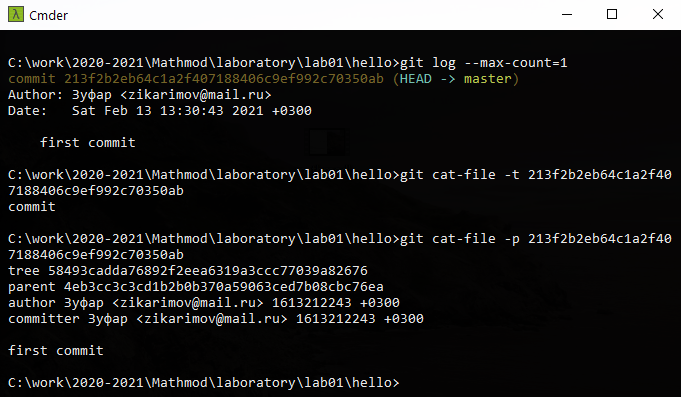 λ Cmder
C:\work\2020-2021\Mathmod\laboratory\lab01\hello>git log --max-count=1
commit 213f2b2eb64c1a2f407188406c9ef992c70350ab (HEAD -> master)
Author: Зуфар <zikarimov@mail.ru>
Date:   Sat Feb 13 13:30:43 2021 +0300
    first commit
C:\work\2020-2021\Mathmod\laboratory\lab01\hello>git cat-file -t 213f2b2eb64c1a2f40
7188406c9ef992c70350ab
commit
C:\work\2020-2021\Mathmod\laboratory\lab01\hello>git cat-file -p 213f2b2eb64c1a2f40
7188406c9ef992c70350ab
tree 58493cadda76892f2eea6319a3ccc77039a82676
parent 4eb3cc3c3cd1b2b0b370a59063ced7b08cbc76ea
author Зуфар <zikarimov@mail.ru> 1613212243 +0300
committer Зуфар <zikarimov@mail.ru> 1613212243 +0300
first commit
C:\work\2020-2021\Mathmod\laboratory\lab01\hello>